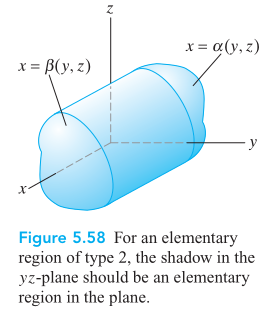 z
x = α(y, z)
x = β(y, z)
y
x
Figure 5.58 For an elementary
region of type 2, the shadow in the
yz-plane should be an elementary
region in the plane.